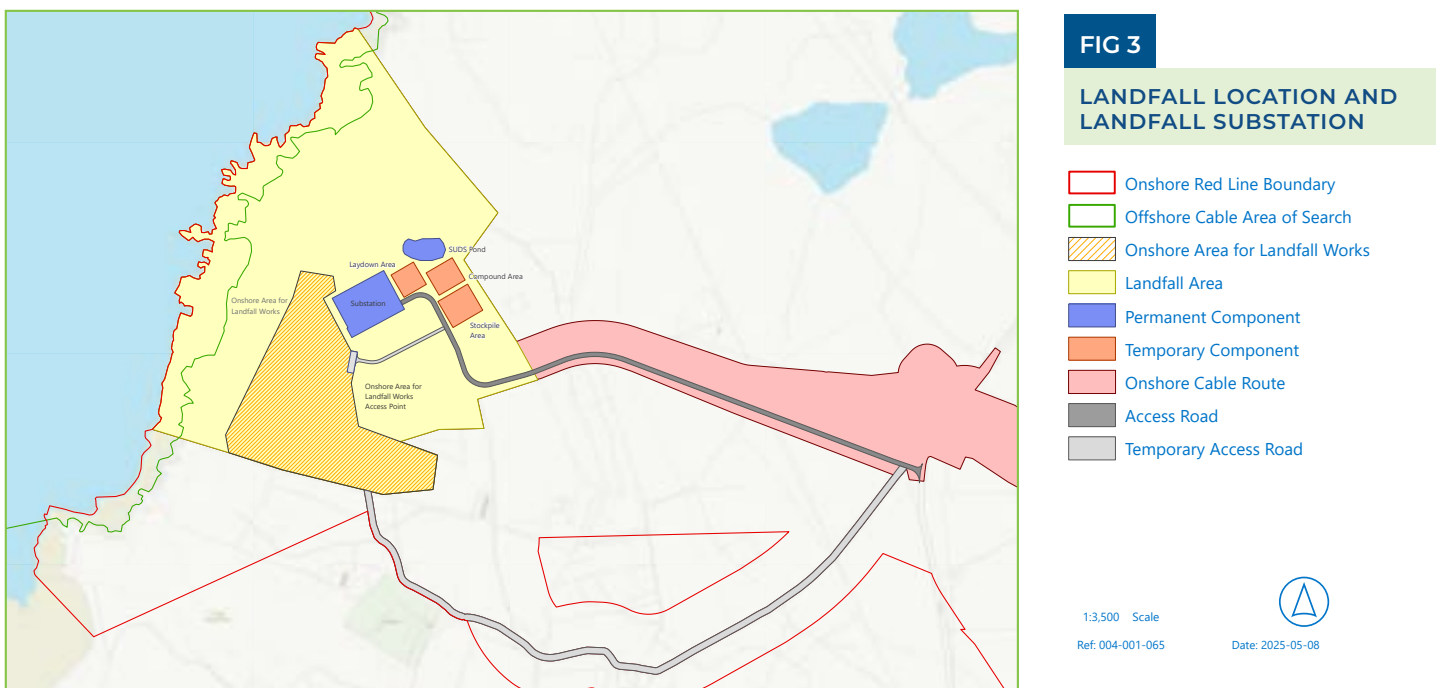 SUDS Pond
Laydown Area
Compound Area
Substation
Onshore Area for
Landfall Works
Stockpile
Area
Onshore Area for
Landfall Works
Access Point
FIG 3
LANDFALL LOCATION AND
LANDFALL SUBSTATION
Onshore Red Line Boundary
Offshore Cable Area of Search
Onshore Area for Landfall Works
Landfall Area
Permanent Component
Temporary Component
Onshore Cable Route
Access Road
Temporary Access Road
1:3,500 Scale
Ref: 004-001-065
Date: 2025-05-08